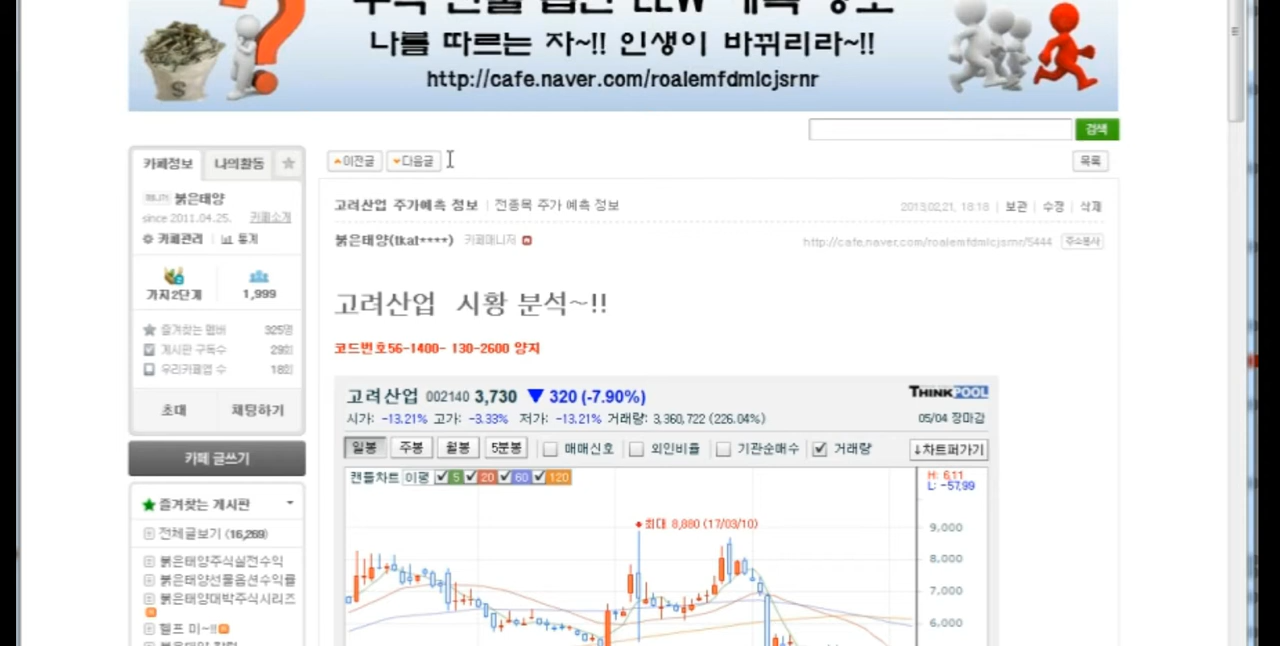 주식 선물 옵션 ELW 예측 정보
나를 따르는 자~!! 인생이 바뀌리라~!!
http://cafe.naver.com/roalemfdmlcjsrnr
검색
카페정보 나의활동
이전글 다음글 목록
붉은태양
since 2011.04.25. 카페소개
카페관리 통계
가지2단계 1,999
즐겨찾는 멤버 325명
게시판 구독수 29회
우리카페앱 수 18회
초대 채팅하기
카페 글쓰기
즐겨찾는 게시판
전체글보기 (16,269)
붉은태양주식실전수익
붉은태양선물옵션수익률
붉은태양대박주식시리즈
헬프 미~!!
고려산업 주가예측 정보 | 전종목 주가 예측 정보 2013.02.21. 18:18 | 보관 | 수정 | 삭제
붉은태양(tkat****) 카페매니저 http://cafe.naver.com/roalemfdmlcjsrnr/5444 주소복사
고려산업 시황 분석~!!
코드번호56-1400- 130-2600 양지
고려산업 002140 3,730 ▼ 320 (-7.90%) THINKPOOL
시가: -13.21% 고가: -3.33% 저가: -13.21% 거래량: 3,360,722 (226.04%) 05/04 장마감
일봉 주봉 월봉 5분봉 매매신호 외인비율 기관순매수 거래량 ↓차트퍼가기
캔들차트 이평 5 20 60 120
H: 6.11
L: -57.99
최대 8,880 (17/03/10)
9,000
8,000
7,000
6,000